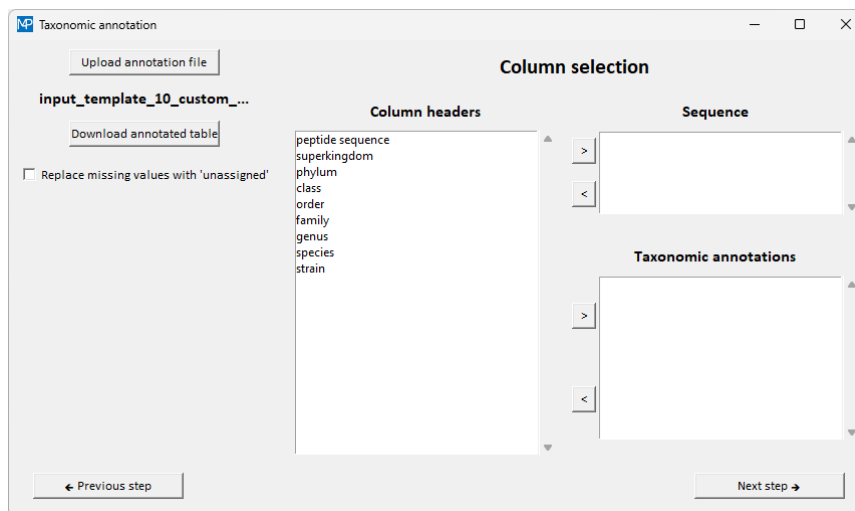 MP Taxonomic annotation
Upload annotation file
input_template_10_custom_...
Download annotated table
Replace missing values with 'unassigned'
Column selection
Column headers
peptide sequence
superkingdom
phylum
class
order
family
genus
species
strain
Sequence
>
<
Taxonomic annotations
>
<
← Previous step
Next step →